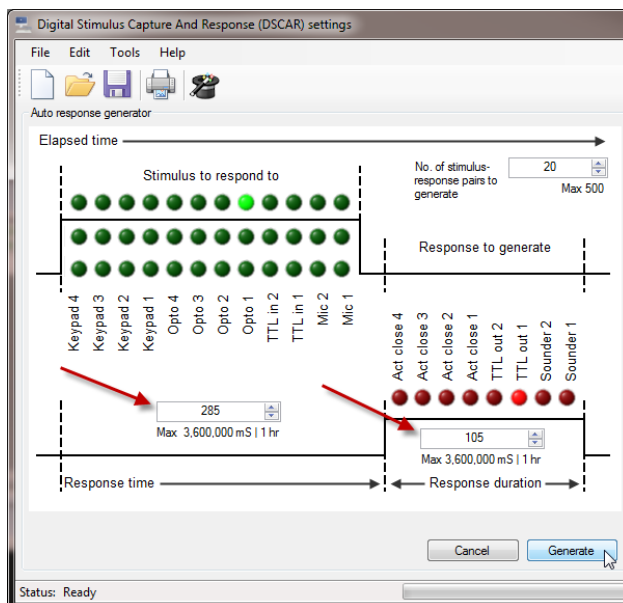 Digital Stimulus Capture And Response (DSCAR) settings
File Edit Tools Help
Auto response generator
Elapsed time
Stimulus to respond to
No. of stimulus-
response pairs to
generate
20
Max 500
Response to generate
Keypad 4
Keypad 3
Keypad 2
Keypad 1
Opto 4
Opto 3
Opto 2
Opto 1
TTL in 2
TTL in 1
Mic 2
Mic 1
Act close 4
Act close 3
Act close 2
Act close 1
TTL out 2
TTL out 1
Sounder 2
Sounder 1
285
Max 3,600,000 mS | 1 hr
105
Max 3,600,000 mS | 1 hr
Response time
Response duration
Cancel
Generate
Status: Ready